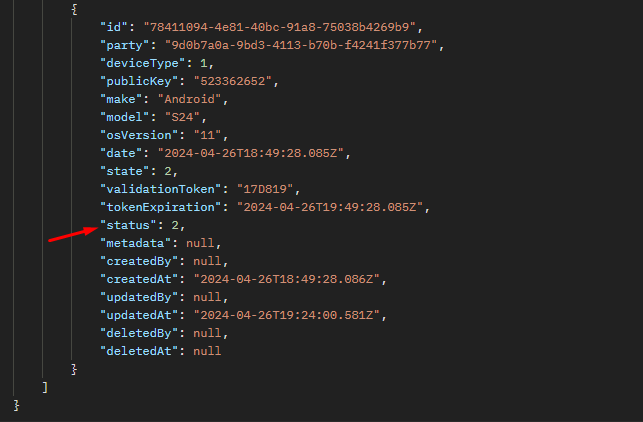 {
"id": "78411094-4e81-40bc-91a8-75038b4269b9",
"party": "9d0b7a0a-9bd3-4113-b70b-f4241f377b77",
"deviceType": 1,
"publicKey": "523362652",
"make": "Android",
"model": "S24",
"osVersion": "11",
"date": "2024-04-26T18:49:28.085Z",
"state": 2,
"validationToken": "17D819",
"tokenExpiration": "2024-04-26T19:49:28.085Z",
"status": 2,
"metadata": null,
"createdBy": null,
"createdAt": "2024-04-26T18:49:28.086Z",
"updatedBy": null,
"updatedAt": "2024-04-26T19:24:00.581Z",
"deletedBy": null,
"deletedAt": null
}
]
}